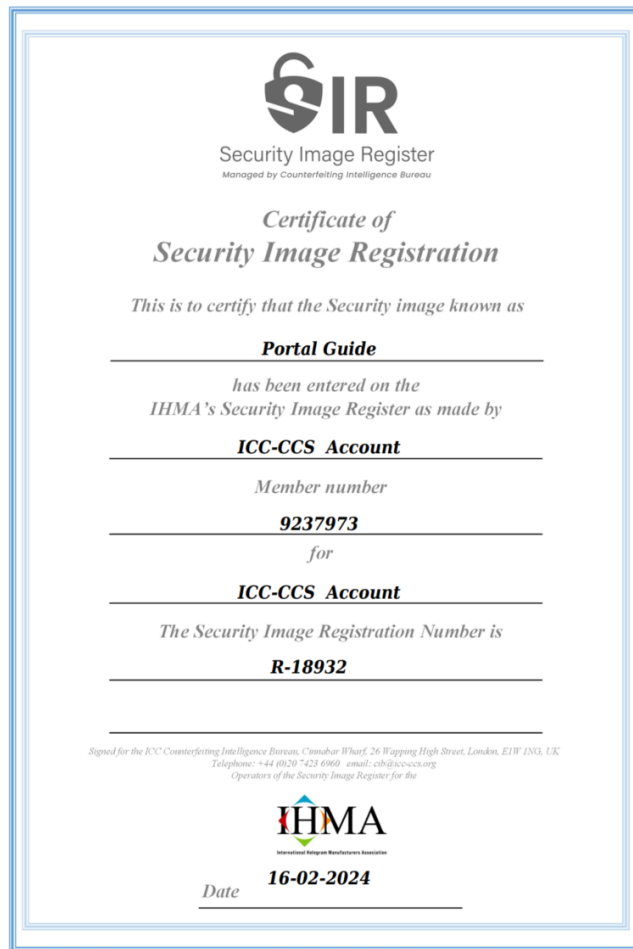 SIR
Security Image Register
Managed by Counterfeiting Intelligence Bureau
Certificate of
Security Image Registration
This is to certify that the Security image known as
Portal Guide
has been entered on the
IHMA's Security Image Register as made by
ICC-CCS Account
Member number
9237973
for
ICC-CCS Account
The Security Image Registration Number is
R-18932
Signed for the ICC Counterfeiting Intelligence Bureau, Cinnabar Wharf, 26 Wapping High Street, London, E1W 1NG, UK
Telephone: +44 (0)20 7423 6960 email: cib@icc-ccs.org
Operators of the Security Image Register for the
IHMA
International Hologram Manufacturers Association
16-02-2024
Date